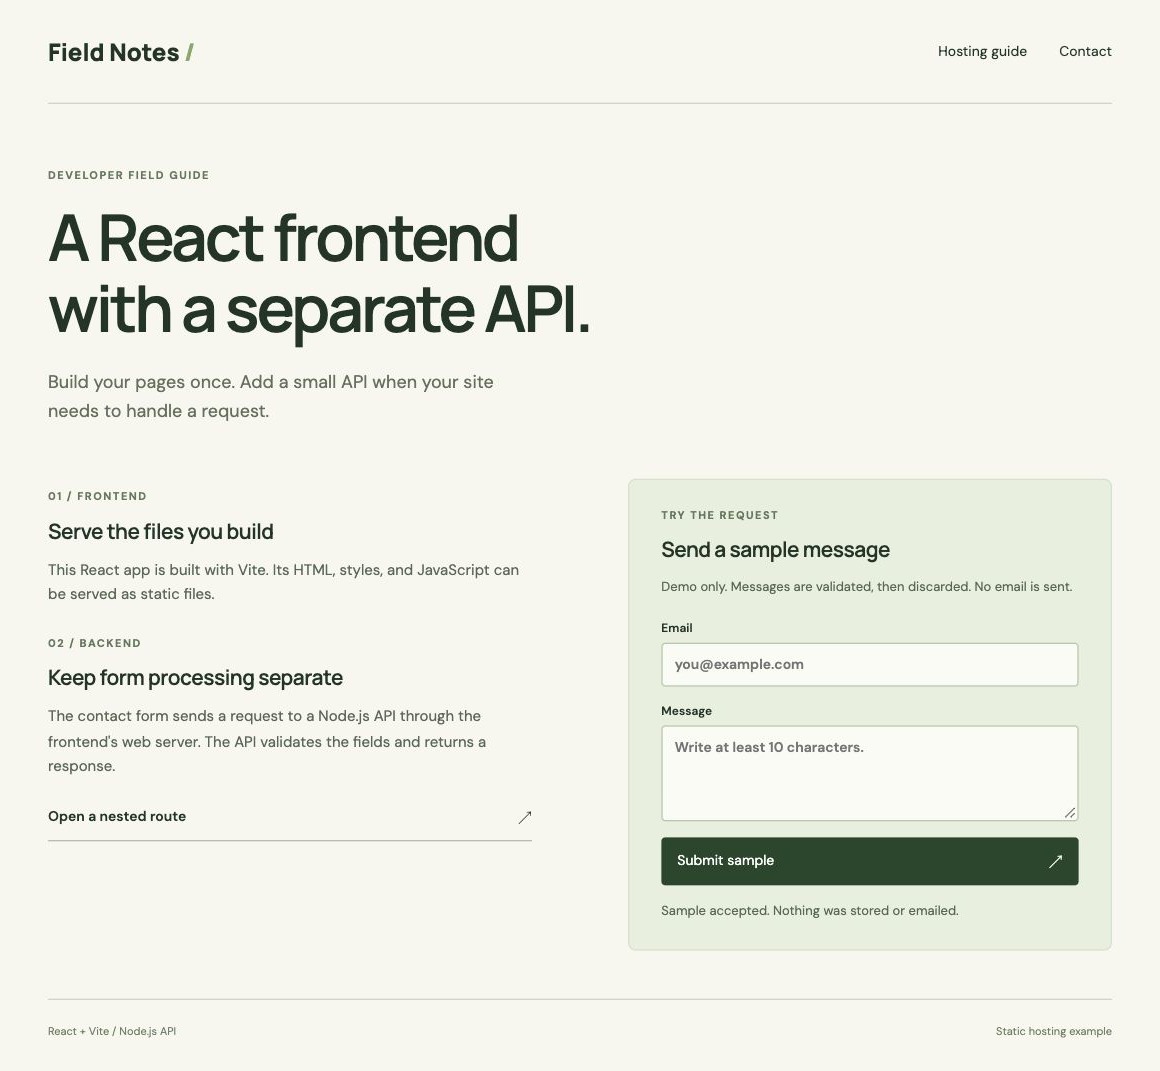 Field Notes /
Hosting guide
Contact
DEVELOPER FIELD GUIDE
A React frontend
with a separate API.
Build your pages once. Add a small API when your site
needs to handle a request.
01 / FRONTEND
Serve the files you build
This React app is built with Vite. Its HTML, styles, and JavaScript can
be served as static files.
02 / BACKEND
Keep form processing separate
The contact form sends a request to a Node.js API through the
frontend's web server. The API validates the fields and returns a
response.
Open a nested route
TRY THE REQUEST
Send a sample message
Demo only. Messages are validated, then discarded. No email is sent.
Email
you@example.com
Message
Write at least 10 characters.
Submit sample
Sample accepted. Nothing was stored or emailed.
React + Vite / Node.js API
Static hosting example